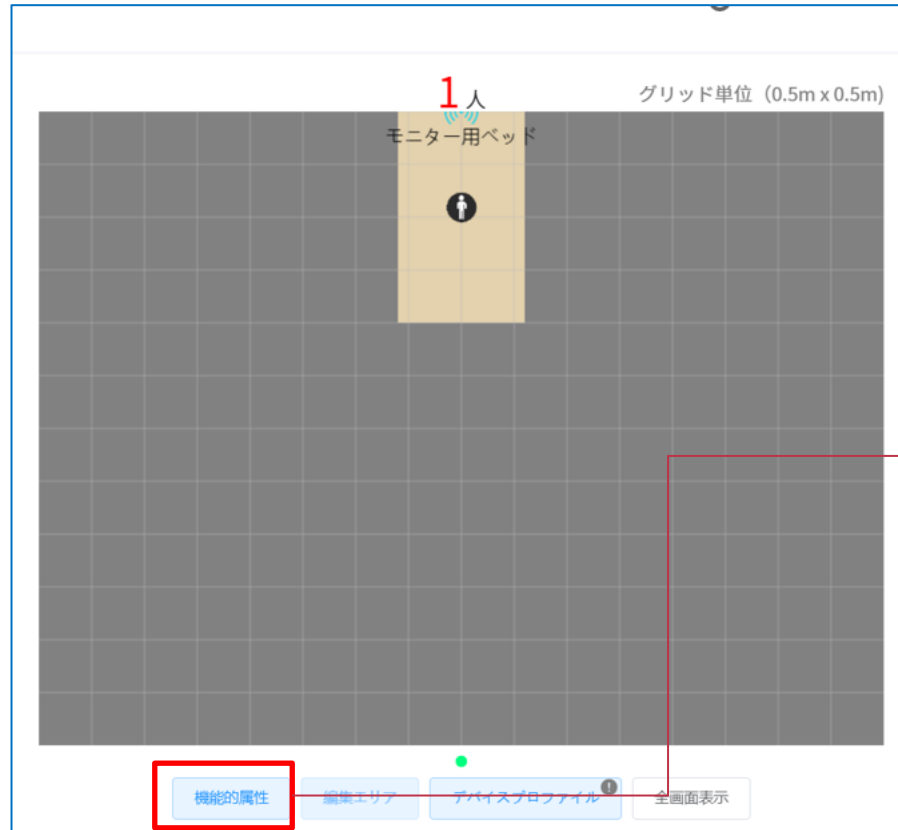 1人
グリッド単位（0.5m x 0.5m)
モニター用ベッド
機能的属性 編集エリア デバイスプロファイル 全画面表示